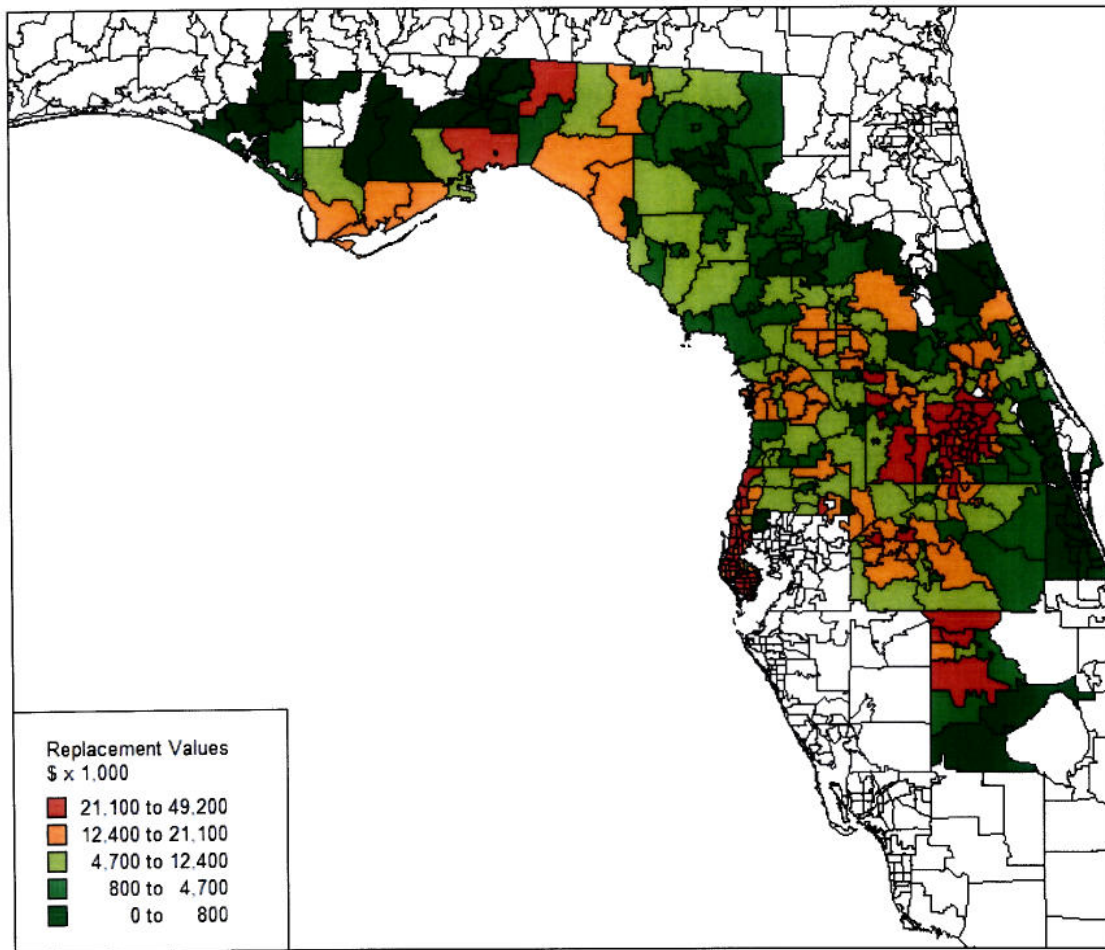 Replacement Values
$ x 1,000
21,100 to 49,200
12,400 to 21,100
4,700 to 12,400
800 to 4,700
0 to 800